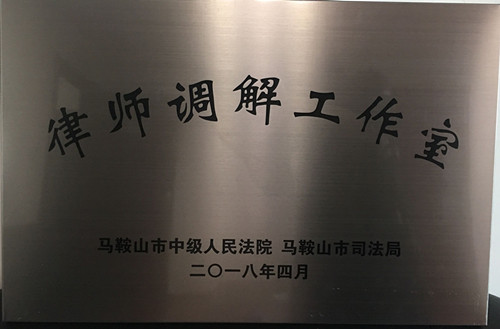 律师调解工作室
马鞍山市中级人民法院 马鞍山市司法局
二〇一八年四月